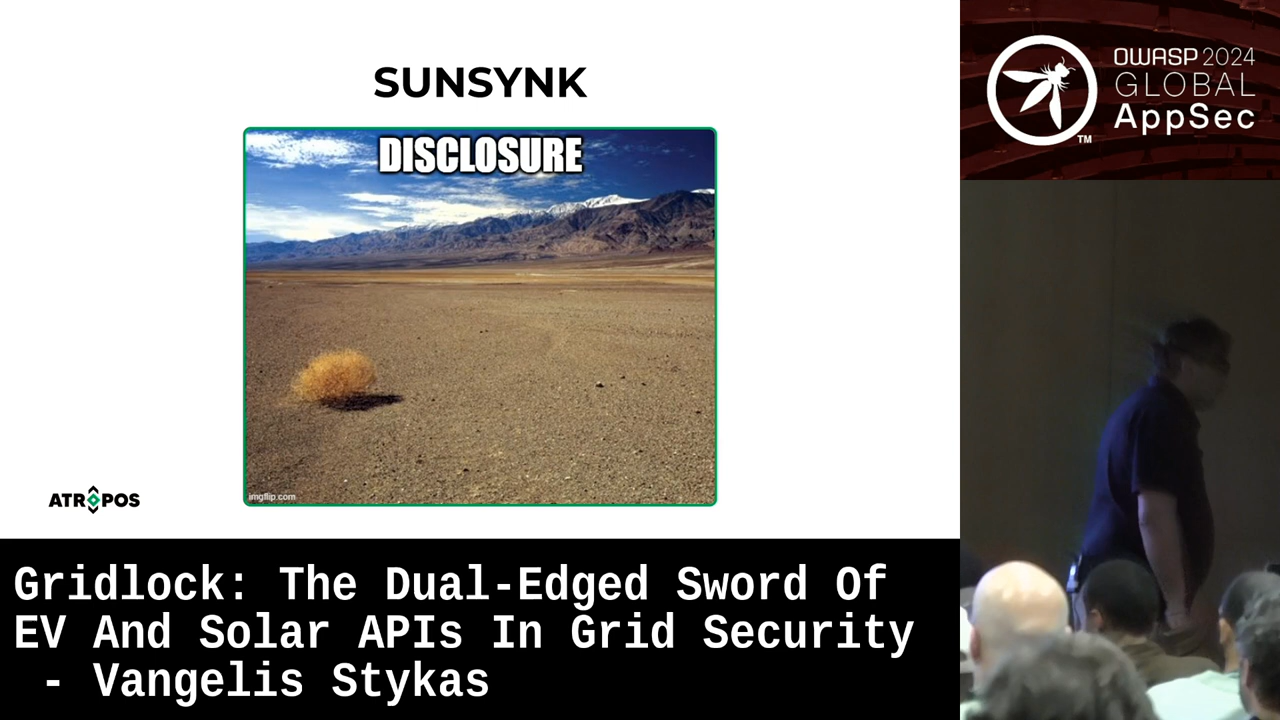 SUNSYNK
DISCLOSURE
imgflip.com
ATROPOS
OWASP 2024
GLOBAL
AppSec
TM
Gridlock: The Dual-Edged Sword Of
EV And Solar APIs In Grid Security
- Vangelis Stykas